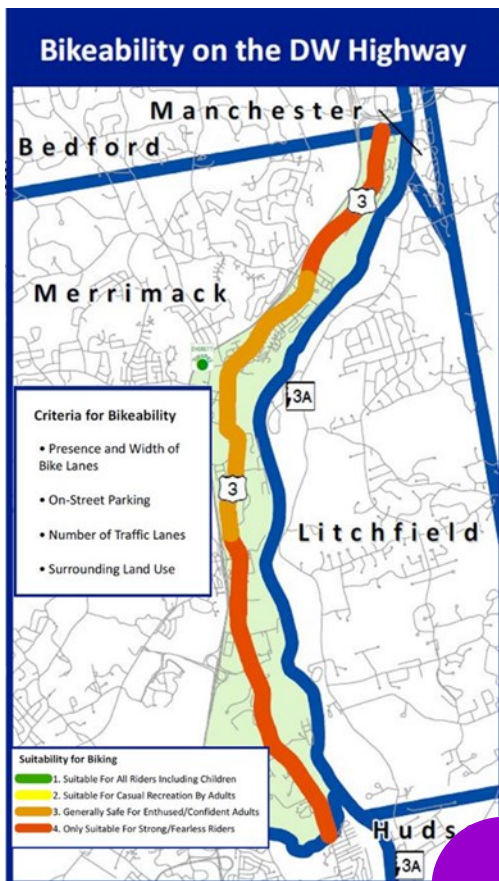 Bikeability on the DW Highway
Manchester
Bedford
3
Merrimack
3A
Criteria for Bikeability
• Presence and Width of
Bike Lanes
• On-Street Parking
• Number of Traffic Lanes
• Surrounding Land Use
3
Litchfield
Suitability for Biking
1. Suitable For All Riders Including Children
2. Suitable For Casual Recreation By Adults
3. Generally Safe For Enthused/Confident Adults
4. Only Suitable For Strong/Fearless Riders
Huds
3A